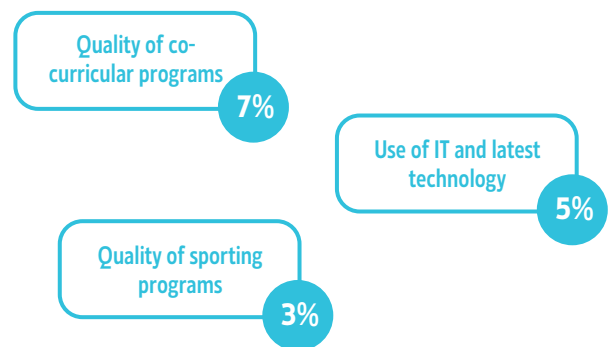 Quality of co-
curricular programs
7%
Use of IT and latest
technology
5%
Quality of sporting
programs
3%